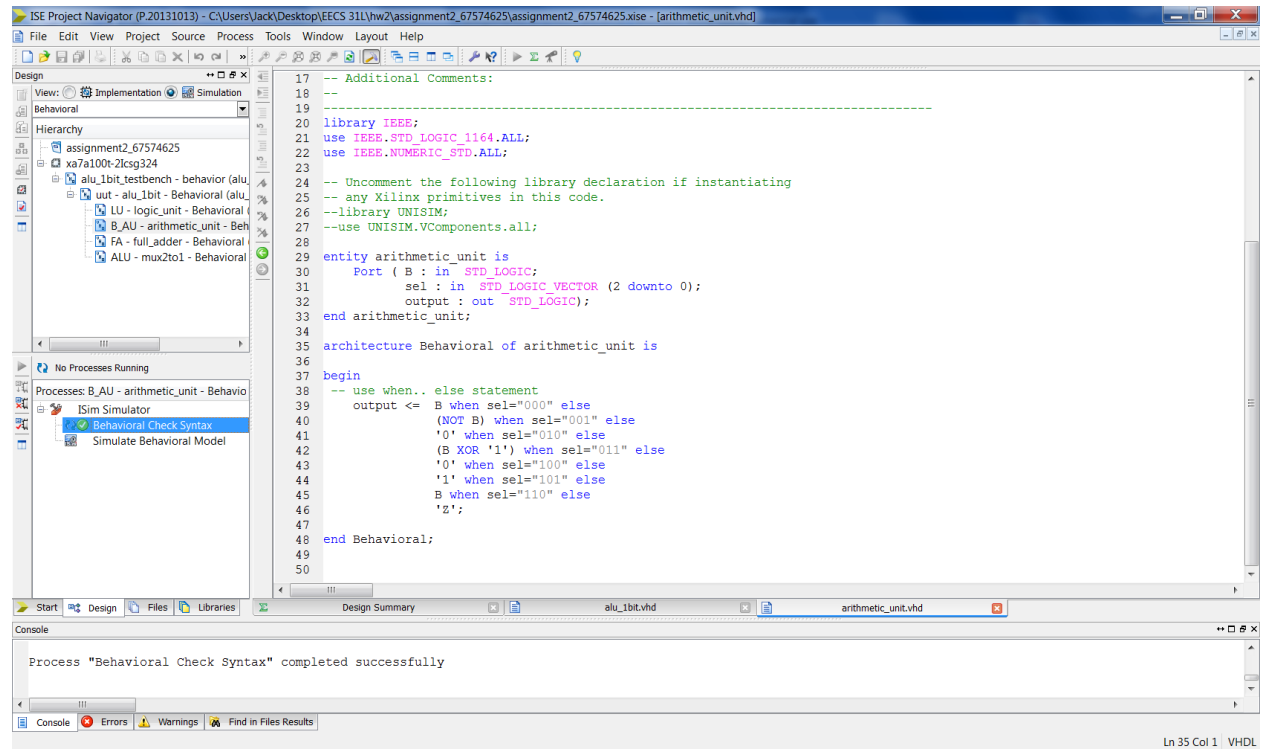 ISE Project Navigator (P.20131013) - C:\Users\Jack\Desktop\EECS 31L\hw2\assignment2_67574625\assignment2_67574625.xise - [arithmetic_unit.vhd]
File Edit View Project Source Process Tools Window Layout Help
Design
View: Implementation Simulation
Behavioral
Hierarchy
assignment2_67574625
xa7a100t-2Icsg324
alu_1bit_testbench - behavior (alu_
uut - alu_1bit - Behavioral (alu_
LU - logic_unit - Behavioral (
B_AU - arithmetic_unit - Beh
FA - full_adder - Behavioral (
ALU - mux2to1 - Behavioral
No Processes Running
Processes: B_AU - arithmetic_unit - Behavio
ISim Simulator
Behavioral Check Syntax
Simulate Behavioral Model
Start Design Files Libraries
17 -- Additional Comments:
18 --
19 ----------------------------------------------------------------------------------
20 library IEEE;
21 use IEEE.STD_LOGIC_1164.ALL;
22 use IEEE.NUMERIC_STD.ALL;
23
24 -- Uncomment the following library declaration if instantiating
25 -- any Xilinx primitives in this code.
26 --library UNISIM;
27 --use UNISIM.VComponents.all;
28
29 entity arithmetic_unit is
30 Port ( B : in STD_LOGIC;
31 sel : in STD_LOGIC_VECTOR (2 downto 0);
32 output : out STD_LOGIC);
33 end arithmetic_unit;
34
35 architecture Behavioral of arithmetic_unit is
36
37 begin
38 -- use when.. else statement
39 output <= B when sel="000" else
40 (NOT B) when sel="001" else
41 '0' when sel="010" else
42 (B XOR '1') when sel="011" else
43 '0' when sel="100" else
44 '1' when sel="101" else
45 B when sel="110" else
46 'Z';
47
48 end Behavioral;
49
50
Design Summary alu_1bit.vhd arithmetic_unit.vhd
Console
Process "Behavioral Check Syntax" completed successfully
Console Errors Warnings Find in Files Results
Ln 35 Col 1 VHDL